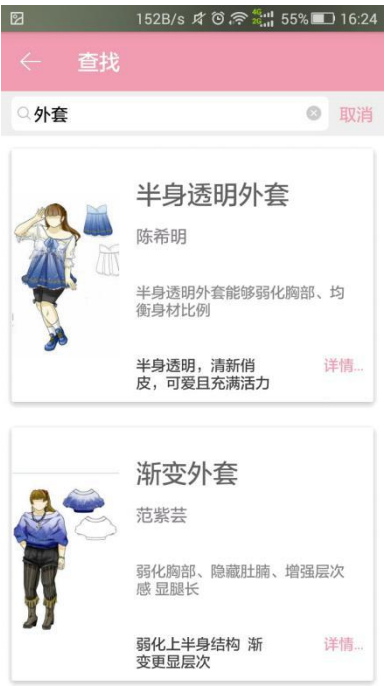 152B/s 4G 2G 55% 16:24
查找
外套
取消
半身透明外套
陈希明
半身透明外套能够弱化胸部、均
衡身材比例
半身透明，清新俏
皮，可爱且充满活力
详情...
渐变外套
范紫芸
弱化胸部、隐藏肚腩、增强层次
感 显腿长
弱化上半身结构 渐
变更显层次
详情...